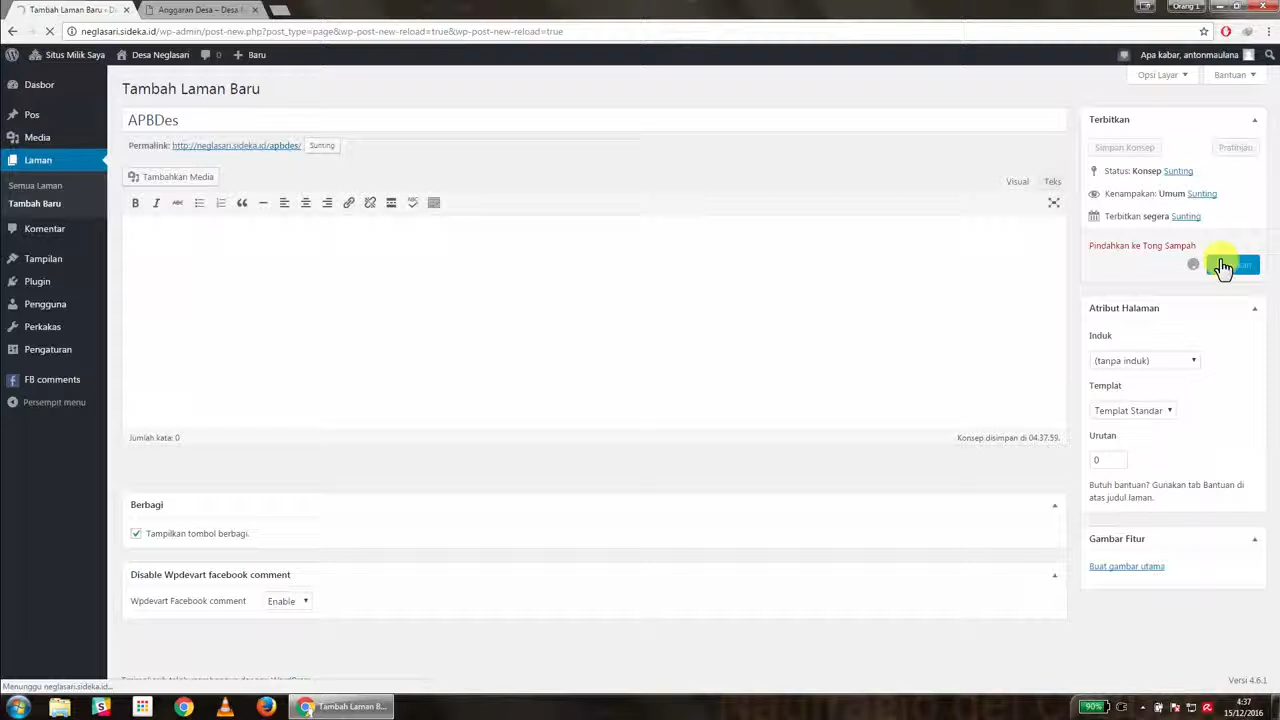 Tambah Laman Baru - D
Anggaran Desa – Desa
Orang 1
neglasari.sideka.id/wp-admin/post-new.php?post_type=page&wp-post-new-reload=true&wp-post-new-reload=true
Situs Milik Saya
Desa Neglasari
0
Baru
Apa kabar, antonmaulana
Opsi Layar
Bantuan
Dasbor
Pos
Media
Laman
Semua Laman
Tambah Baru
Komentar
Tampilan
Plugin
Pengguna
Perkakas
Pengaturan
FB comments
Persempit menu
Tambah Laman Baru
APBDes
Permalink: http://neglasari.sideka.id/apbdes/ Sunting
Tambahkan Media
Visual
Teks
B I ABC
ABC
Jumlah kata: 0
Konsep disimpan di 04.37.59.
Berbagi
Tampilkan tombol berbagi.
Disable Wpdevart facebook comment
Wpdevart Facebook comment Enable
Terbitkan
Simpan Konsep
Pratinjau
Status: Konsep Sunting
Kenampakan: Umum Sunting
Terbitkan segera Sunting
Pindahkan ke Tong Sampah
Atribut Halaman
Induk
(tanpa induk)
Templat
Templat Standar
Urutan
0
Butuh bantuan? Gunakan tab Bantuan di
atas judul laman.
Gambar Fitur
Buat gambar utama
Versi 4.6.1
Menunggu neglasari.sideka.id...
Tambah Laman B...
90%
4:37
15/12/2016